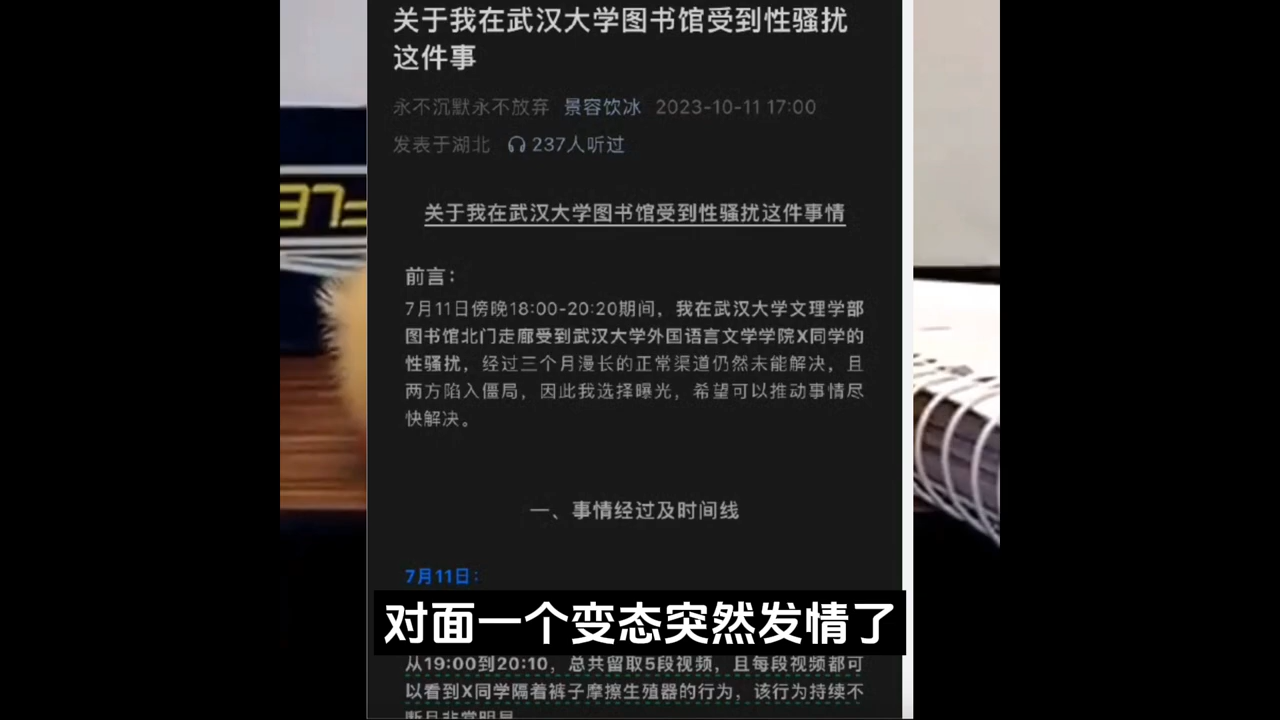 关于我在武汉大学图书馆受到性骚扰
这件事
永不沉默永不放弃 景容饮冰 2023-10-11 17:00
发表于湖北 237人听过
关于我在武汉大学图书馆受到性骚扰这件事情
前言：
7月11日傍晚18:00-20:20期间，我在武汉大学文理学部
图书馆北门走廊受到武汉大学外国语言文学学院X同学的
性骚扰，经过三个月漫长的正常渠道仍然未能解决，且
两方陷入僵局，因此我选择曝光，希望可以推动事情尽
快解决。
一、事情经过及时间线
7月11日：
对面一个变态突然发情了
从19:00到20:10，总共留取5段视频，且每段视频都可
以看到X同学隔着裤子摩擦生殖器的行为，该行为持续不